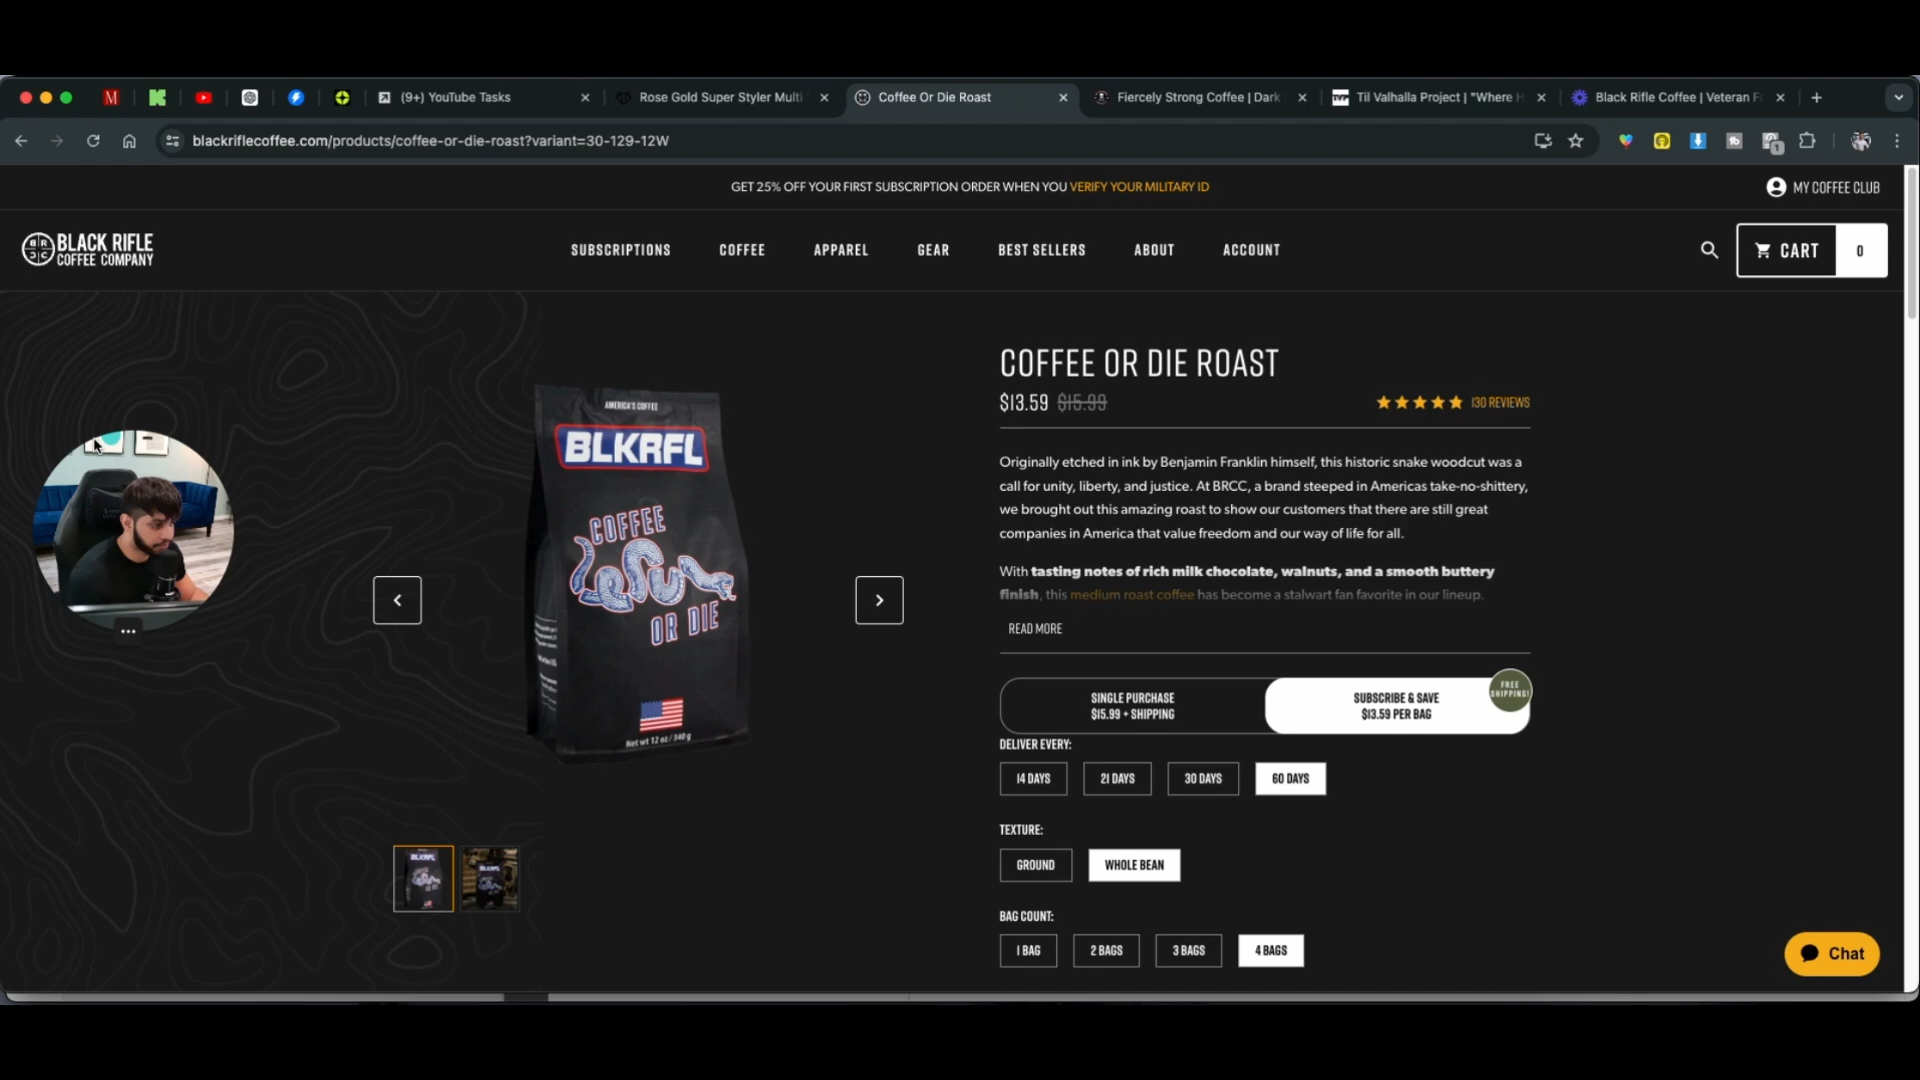 (9+) YouTube Tasks
Rose Gold Super Styler Multi
Coffee Or Die Roast
Fiercely Strong Coffee | Dark
Til Valhalla Project | "Where H
Black Rifle Coffee | Veteran F
blackriflecoffee.com/products/coffee-or-die-roast?variant=30-129-12W
GET 25% OFF YOUR FIRST SUBSCRIPTION ORDER WHEN YOU VERIFY YOUR MILITARY ID
MY COFFEE CLUB
BLACK RIFLE
COFFEE COMPANY
SUBSCRIPTIONS
COFFEE
APPAREL
GEAR
BEST SELLERS
ABOUT
ACCOUNT
CART
0
AMERICA'S COFFEE
BLKRFL
COFFEE
OR DIE
Net wt 12 oz / 340 g
COFFEE OR DIE ROAST
$13.59 $15.99
130 REVIEWS
Originally etched in ink by Benjamin Franklin himself, this historic snake woodcut was a
call for unity, liberty, and justice. At BRCC, a brand steeped in Americas take-no-shittery,
we brought out this amazing roast to show our customers that there are still great
companies in America that value freedom and our way of life for all.
With tasting notes of rich milk chocolate, walnuts, and a smooth buttery
finish, this medium roast coffee has become a stalwart fan favorite in our lineup.
READ MORE
SINGLE PURCHASE
$15.99 + SHIPPING
SUBSCRIBE & SAVE
$13.59 PER BAG
FREE
SHIPPING!
DELIVER EVERY:
14 DAYS
21 DAYS
30 DAYS
60 DAYS
TEXTURE:
GROUND
WHOLE BEAN
BAG COUNT:
1 BAG
2 BAGS
3 BAGS
4 BAGS
Chat